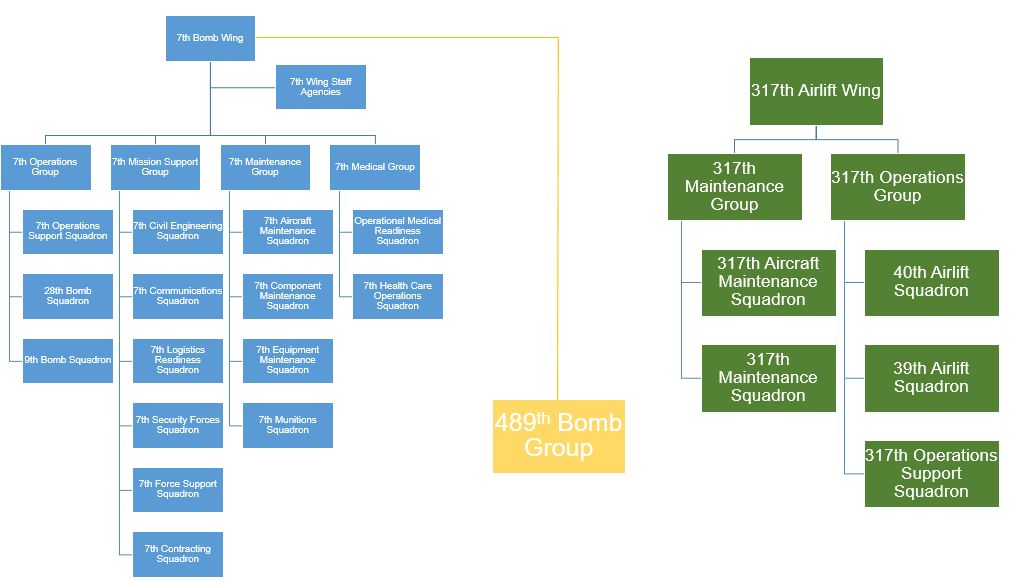 7th Bomb Wing
7th Wing Staff
Agencies
7th Operations
Group
7th Operations
Support Squadron
28th Bomb
Squadron
9th Bomb Squadron
7th Mission Support
Group
7th Civil Engineering
Squadron
7th Communications
Squadron
7th Logistics
Readiness
Squadron
7th Security Forces
Squadron
7th Force Support
Squadron
7th Contracting
Squadron
7th Maintenance
Group
7th Aircraft
Maintenance
Squadron
7th Component
Maintenance
Squadron
7th Equipment
Maintenance
Squadron
7th Munitions
Squadron
7th Medical Group
Operational Medical
Readiness
Squadron
7th Health Care
Operations
Squadron
489th Bomb
Group
317th Airlift Wing
317th
Maintenance
Group
317th Aircraft
Maintenance
Squadron
317th
Maintenance
Squadron
317th Operations
Group
40th Airlift
Squadron
39th Airlift
Squadron
317th Operations
Support
Squadron